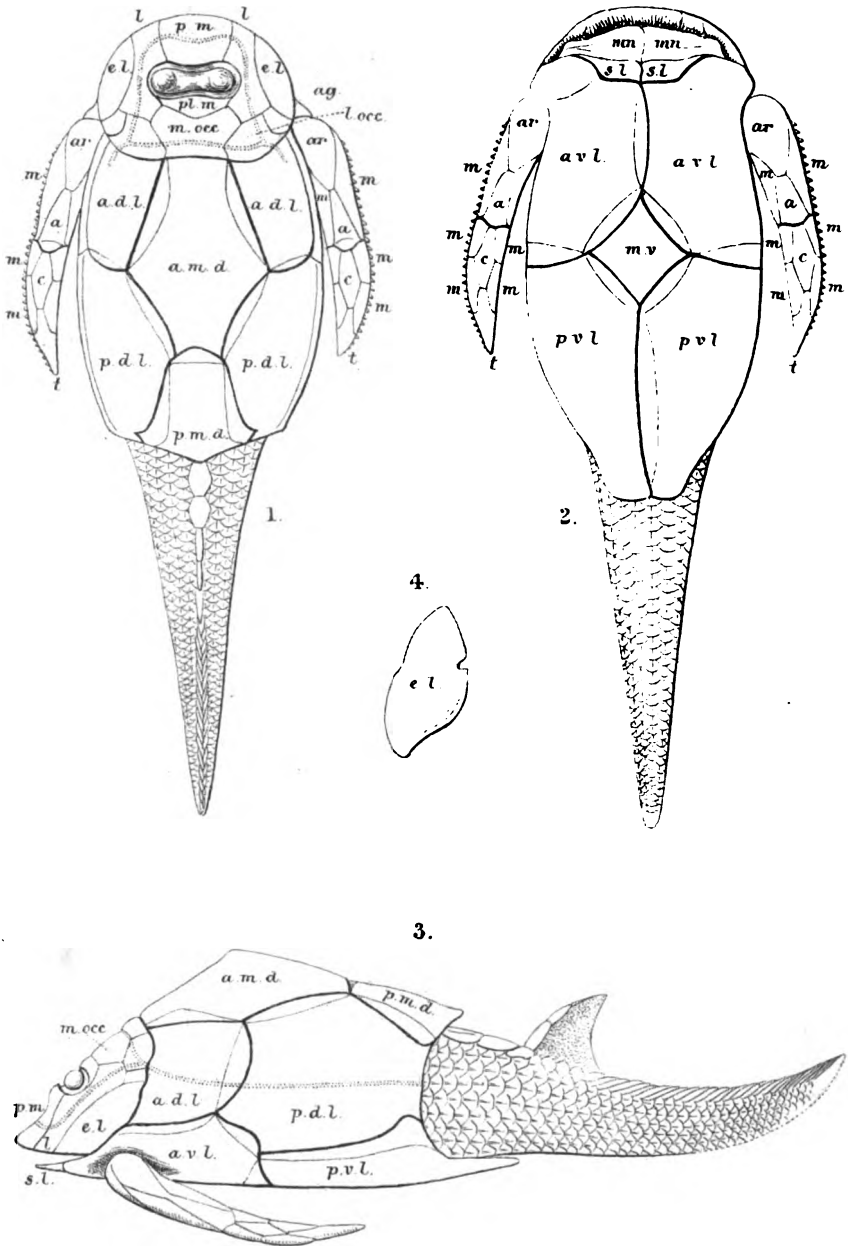 l l
p m
e.l e.l
pl. m
m. occ. l occ.
ag.
ar ar
m m
a. d. l. a d. l
m
a a
m m
a. m. d
c c
m m
p. d. l. p. d. l.
t t
p. m. d.
1.
mn mn.
s l s.l
ar ar
a v l. a v l
m m m
a a
m m
m. v
m m
c c
m m m m
p v l p v l
t t
2.
4.
e l.
3.
a. m. d.
p. m. d.
m. occ
p.m.
l e.l
a d. l
p. d. l.
a.v.l.
s.l.
p.v.l.